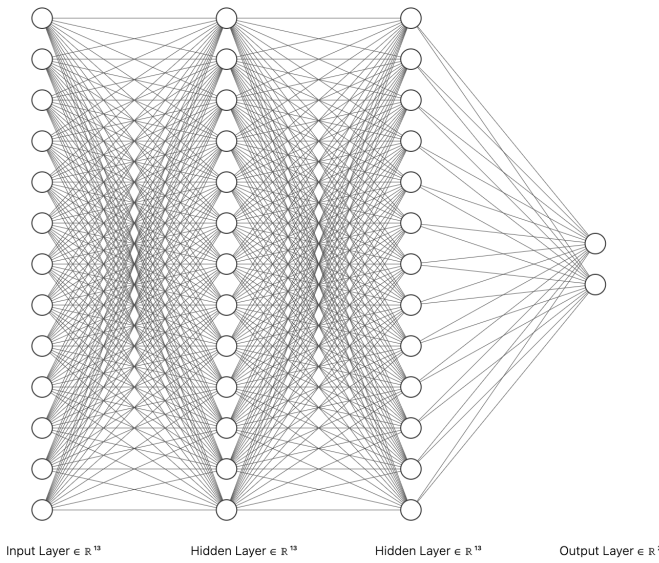 Input Layer ∈ ℝ¹³
Hidden Layer ∈ ℝ¹³
Hidden Layer ∈ ℝ¹³
Output Layer ∈ ℝ